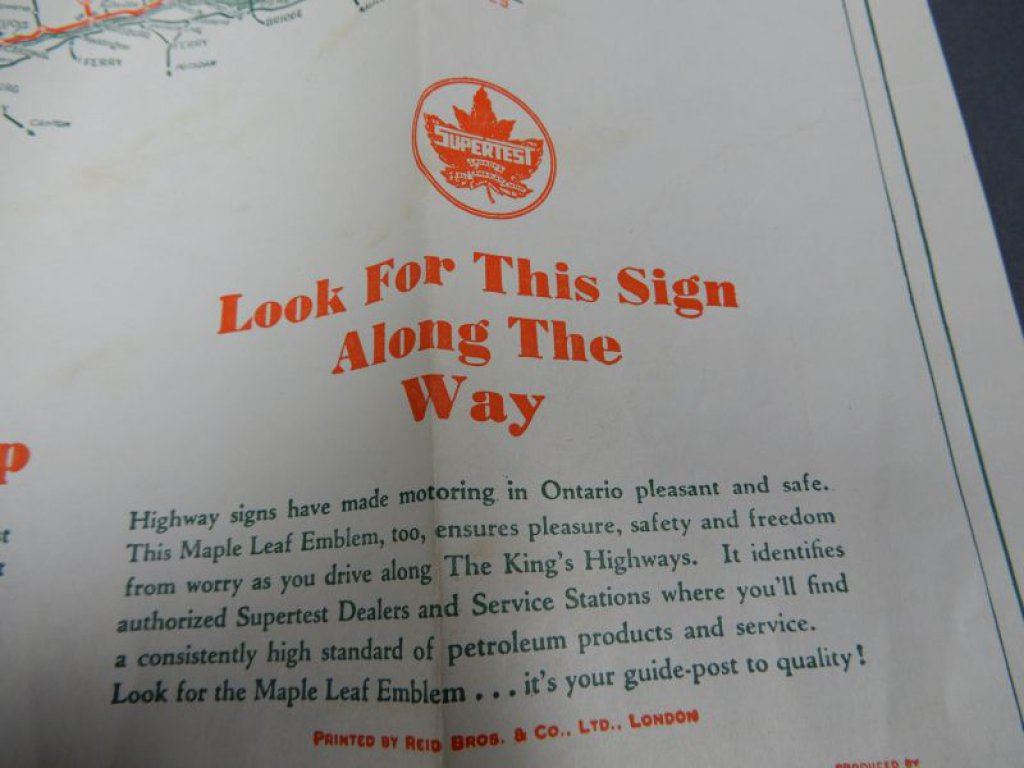 BRIDGE
FERRY
FERRY
SUPERTEST
Look For This Sign
Along The
Way
p
Highway signs have made motoring in Ontario pleasant and safe.
This Maple Leaf Emblem, too, ensures pleasure, safety and freedom
from worry as you drive along The King's Highways. It identifies
authorized Supertest Dealers and Service Stations where you'll find
a consistently high standard of petroleum products and service.
Look for the Maple Leaf Emblem . . . it's your guide-post to quality!
PRINTED BY REID BROS. & CO., LTD., LONDON
PRODUCED BY